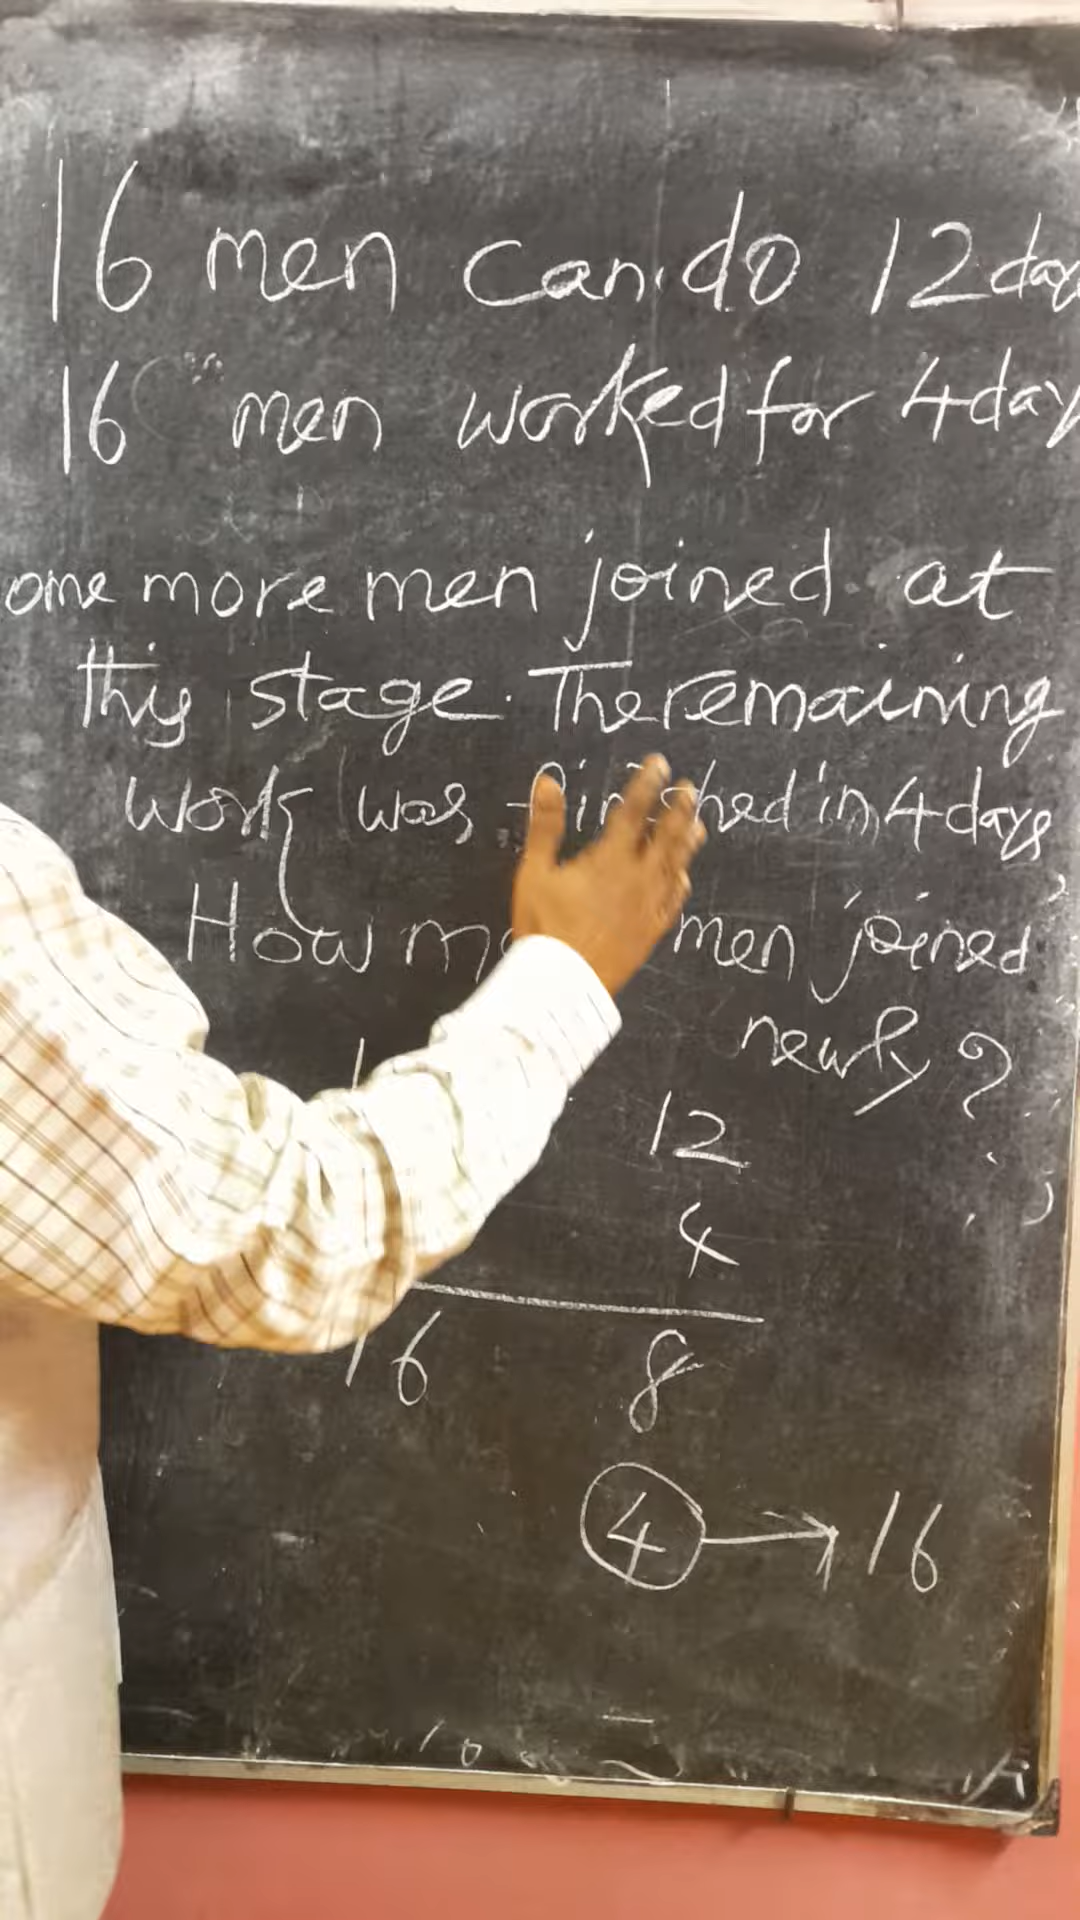 16 men can do 12 day
16 men worked for 4 day
ome more men joined at
this stage. The remaining
work was finished in 4 days
How men joined
newly ?
12
4
16 8
4 → 16